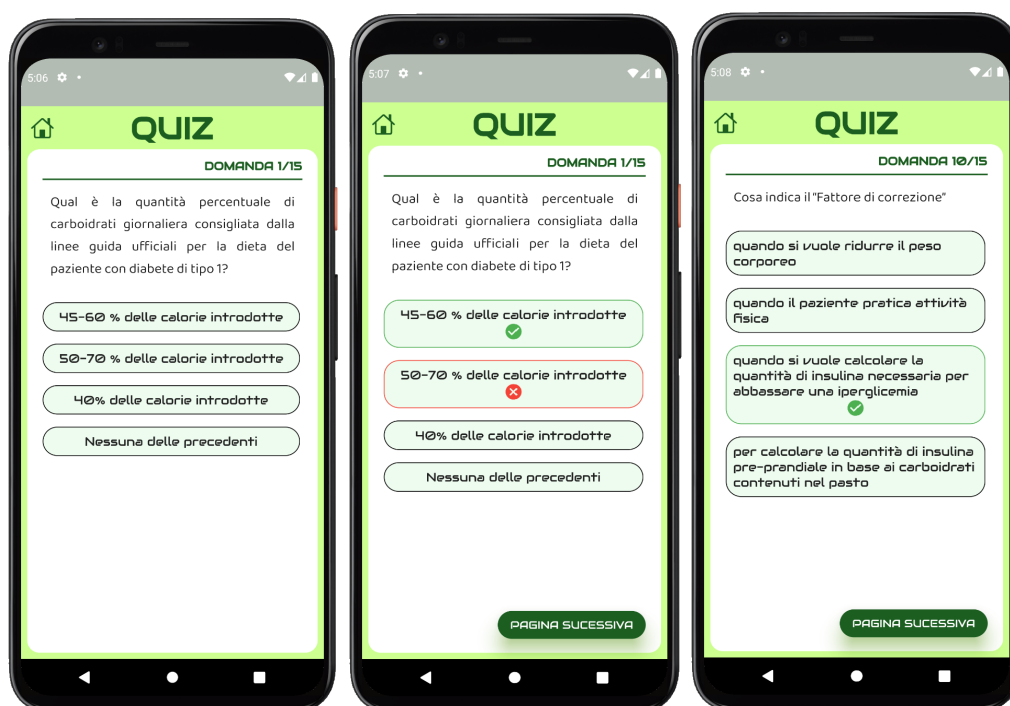 5:06
QUIZ
DOMANDA 1/15
Qual è la quantità percentuale di
carboidrati giornaliera consigliata dalla
linee guida ufficiali per la dieta del
paziente con diabete di tipo 1?
45-60 % delle calorie introdotte
50-70 % delle calorie introdotte
40% delle calorie introdotte
Nessuna delle precedenti
5:07
QUIZ
DOMANDA 1/15
Qual è la quantità percentuale di
carboidrati giornaliera consigliata dalla
linee guida ufficiali per la dieta del
paziente con diabete di tipo 1?
45-60 % delle calorie introdotte
50-70 % delle calorie introdotte
40% delle calorie introdotte
Nessuna delle precedenti
PAGINA SUCESSIVA
5:08
QUIZ
DOMANDA 10/15
Cosa indica il "Fattore di correzione"
quando si vuole ridurre il peso
corporeo
quando il paziente pratica attività
fisica
quando si vuole calcolare la
quantità di insulina necessaria per
abbassare una iperglicemia
per calcolare la quantità di insulina
pre-prandiale in base ai carboidrati
contenuti nel pasto
PAGINA SUCESSIVA